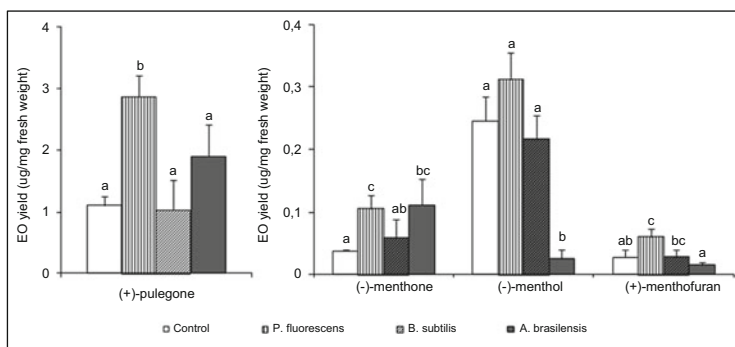 4
3
2
1
0
EO yield (ug/mg fresh weight)
a
b
a
a
(+)-pulegone
0,4
0,3
0,2
0,1
0
EO yield (ug/mg fresh weight)
a
c
ab
bc
a
a
a
b
ab
c
bc
a
(-)-menthone
(-)-menthol
(+)-menthofuran
Control
P. fluorescens
B. subtilis
A. brasilensis